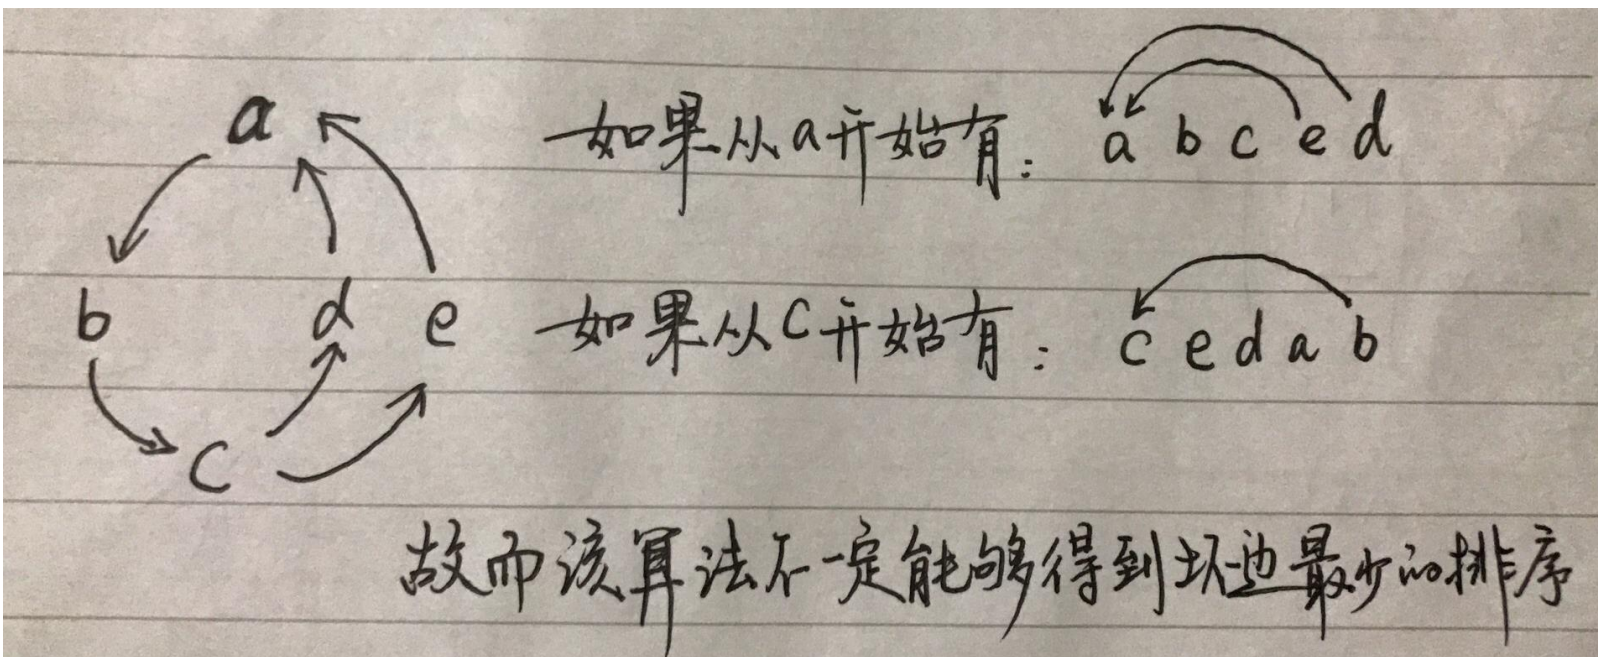 a
如果从a开始有: a b c e d
b d e
如果从c开始有: c e d a b
c
故而该算法不一定能够得到坏边最少的排序